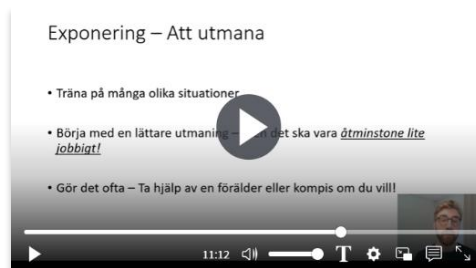 Exponering – Att utmana
• Träna på många olika situationer
• Börja med en lättare utmaning – det ska vara åtminstone lite
jobbigt!
• Gör det ofta – Ta hjälp av en förälder eller kompis om du vill!
11:12
T